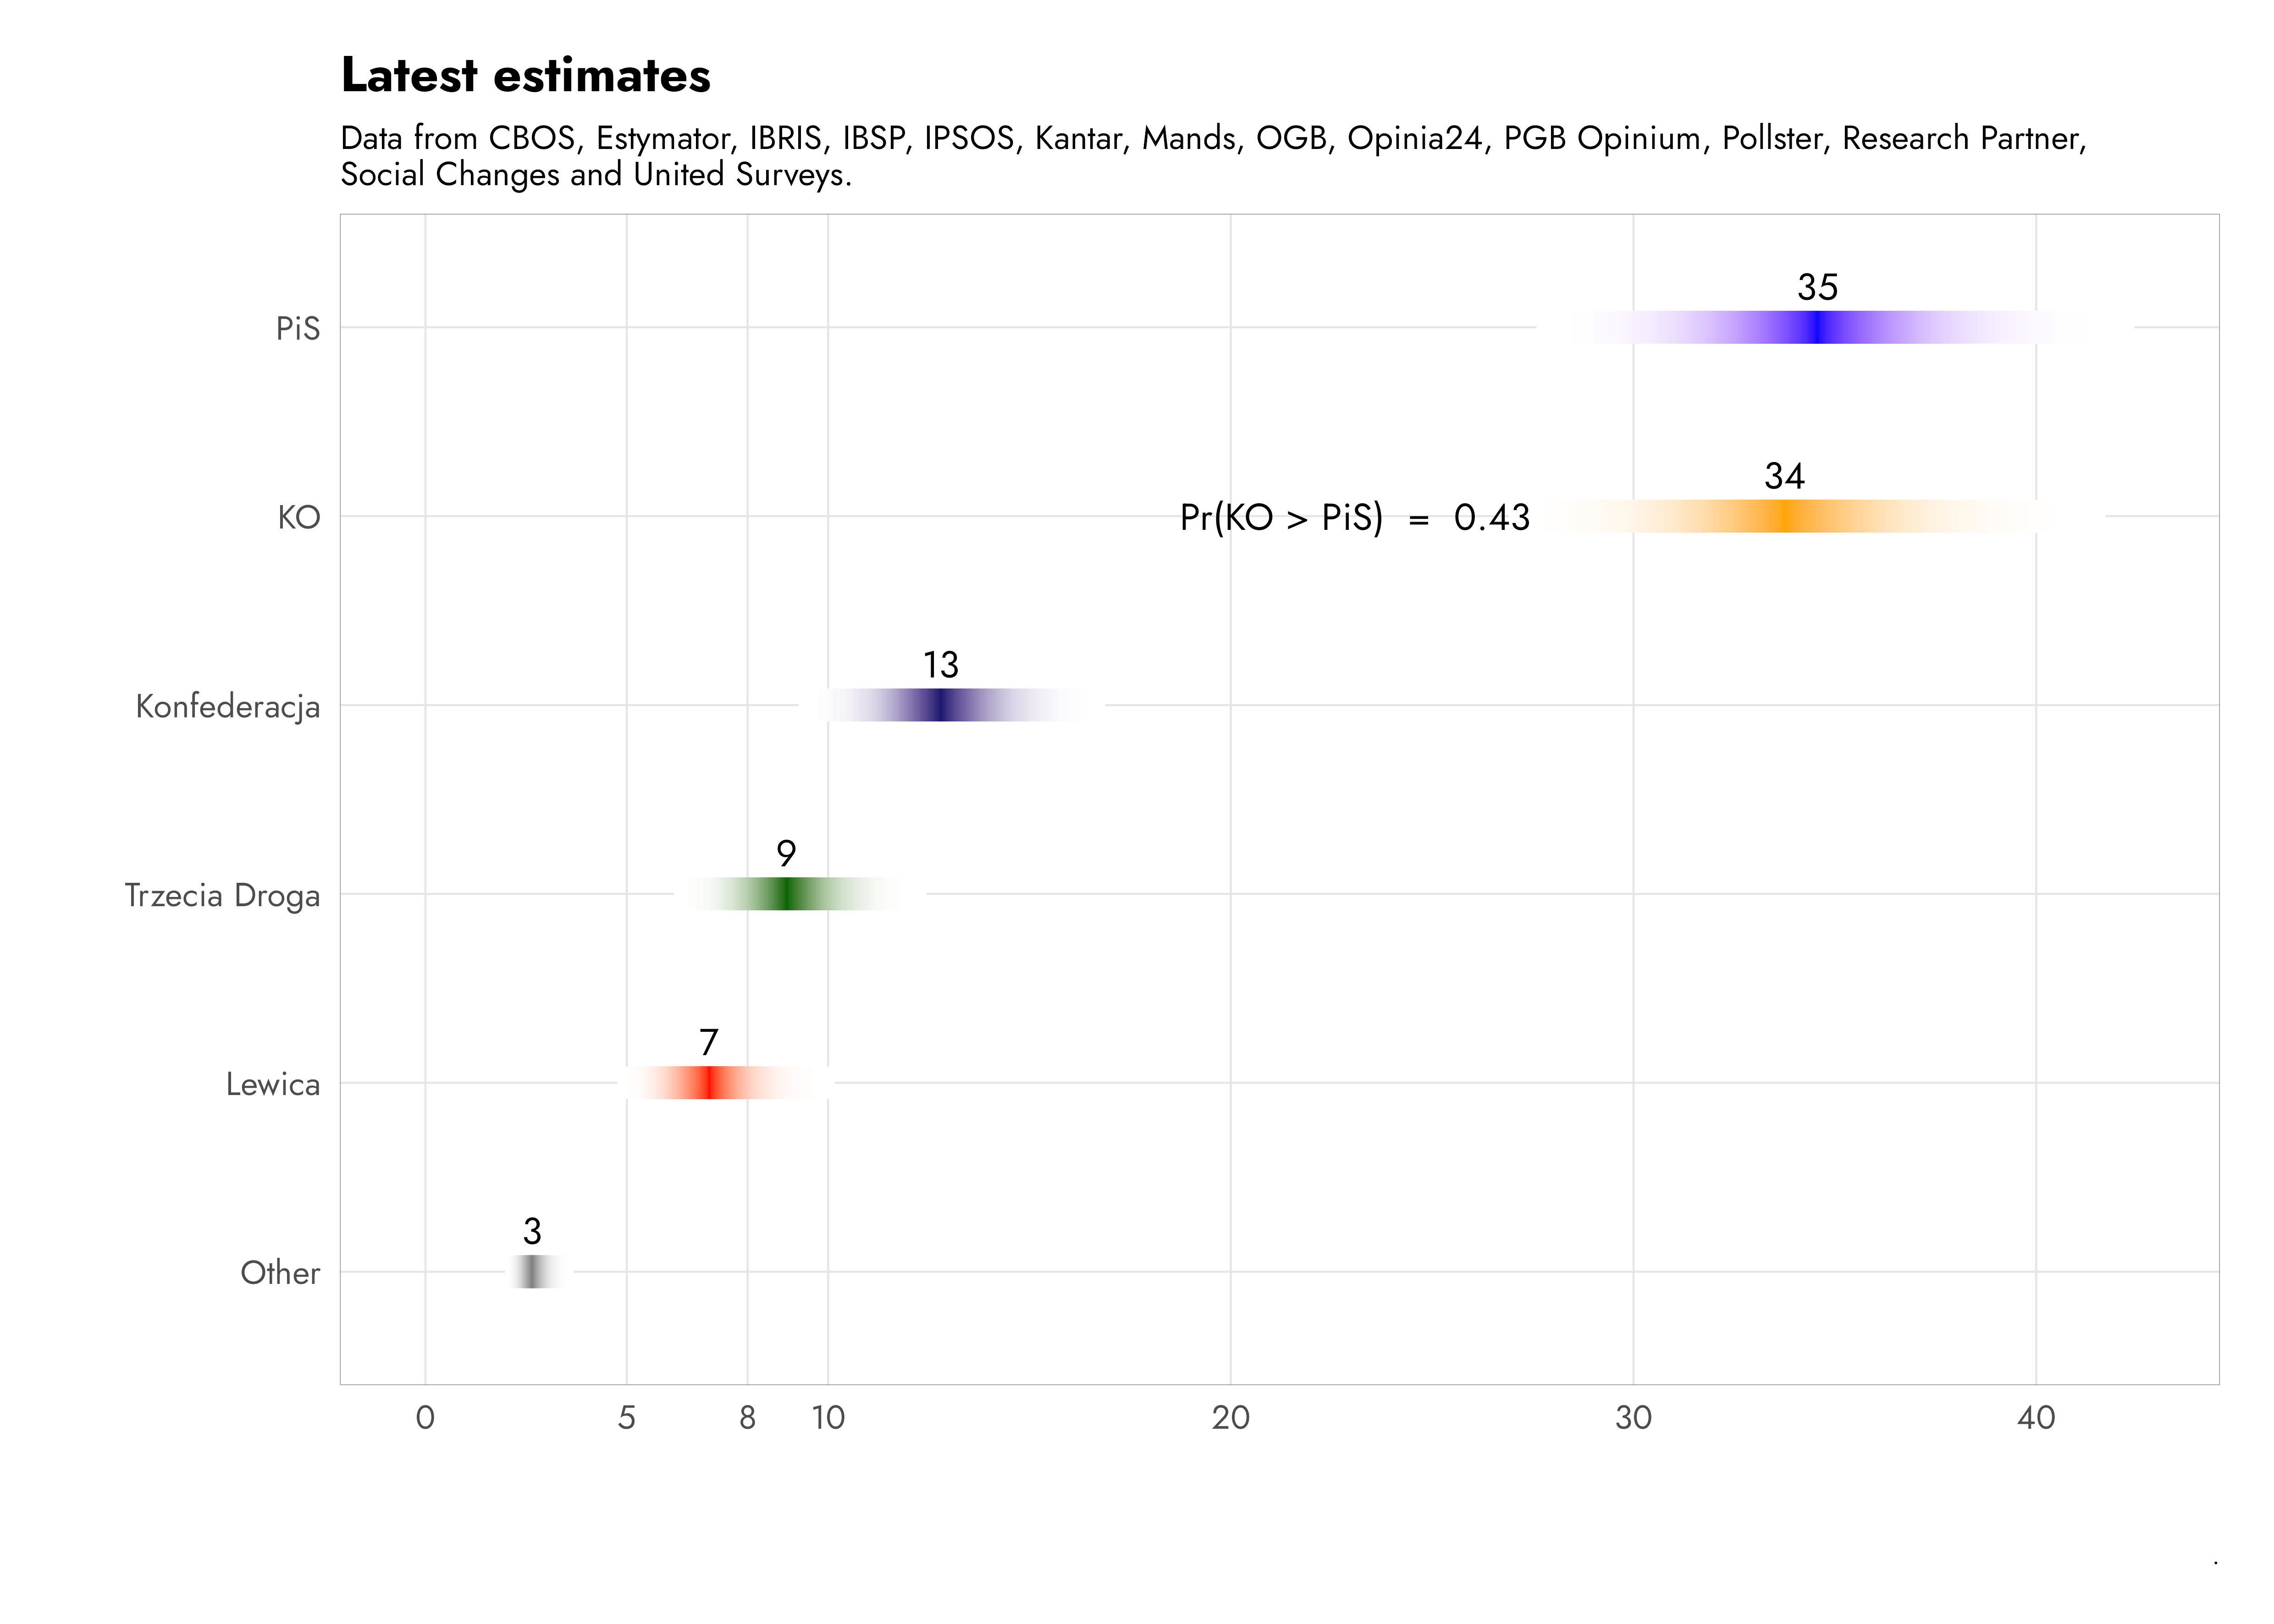 Latest estimates
Data from CBOS, Estymator, IBRIS, IBSP, IPSOS, Kantar, Mands, OGB, Opinia24, PGB Opinium, Pollster, Research Partner,
Social Changes and United Surveys.
PiS
35
KO
34
Pr(KO > PiS) = 0.43
Konfederacja
13
Trzecia Droga
9
Lewica
7
Other
3
0 5 8 10 20 30 40
.